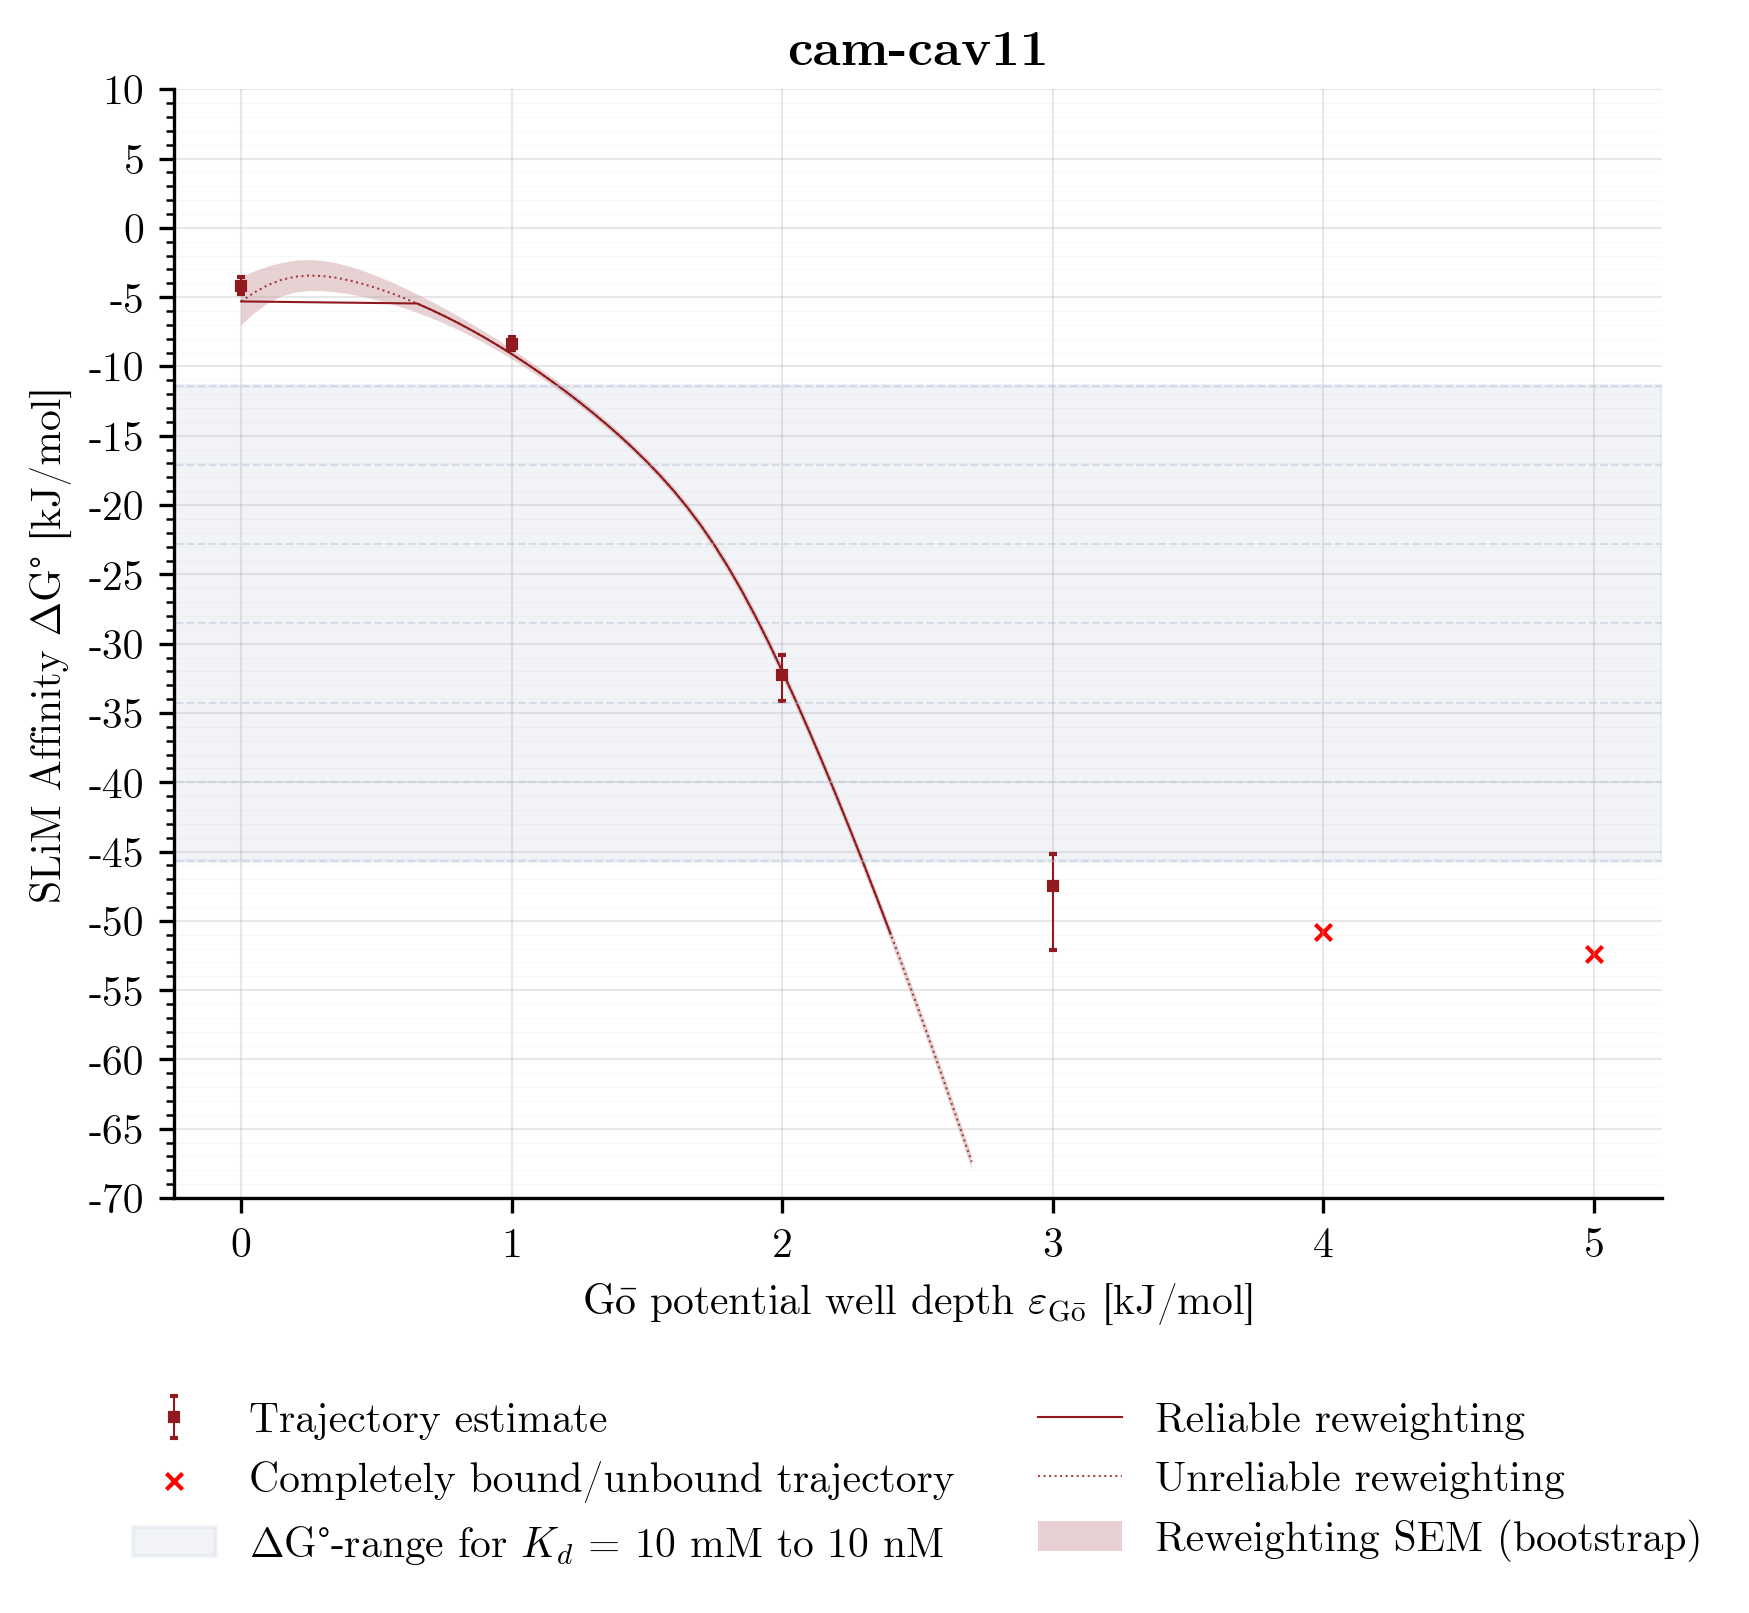 cam-cav11
10
5
0
-5
-10
-15
-20
-25
-30
-35
-40
-45
-50
-55
-60
-65
-70
SLiM Affinity ΔG° [kJ/mol]
0 1 2 3 4 5
Gō potential well depth εGō [kJ/mol]
Trajectory estimate
Completely bound/unbound trajectory
ΔG°-range for Kd = 10 mM to 10 nM
Reliable reweighting
Unreliable reweighting
Reweighting SEM (bootstrap)